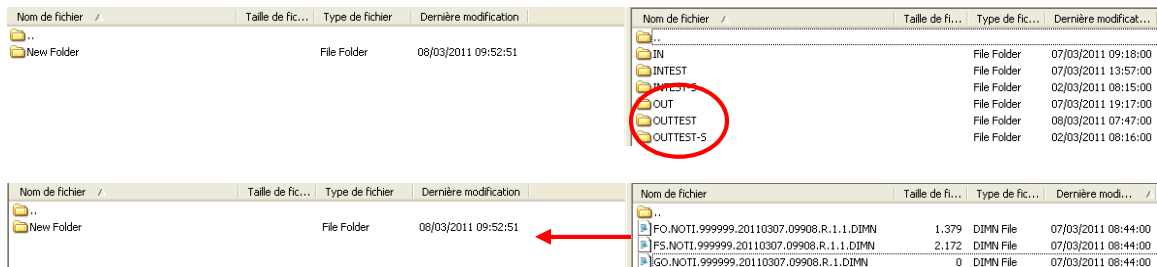 Nom de fichier Taille de fic... Type de fichier Dernière modification
..
New Folder File Folder 08/03/2011 09:52:51
Nom de fichier Taille de fi... Type de fic... Dernière modificat...
..
IN File Folder 07/03/2011 09:18:00
INTEST File Folder 07/03/2011 13:57:00
INTEST-S File Folder 02/03/2011 08:15:00
OUT File Folder 07/03/2011 19:17:00
OUTTEST File Folder 08/03/2011 07:47:00
OUTTEST-S File Folder 02/03/2011 08:16:00
Nom de fichier Taille de fic... Type de fichier Dernière modification
..
New Folder File Folder 08/03/2011 09:52:51
Nom de fichier Taille de fi... Type de fic... Dernière modi...
..
FO.NOTI.999999.20110307.09908.R.1.1.DIMN 1.379 DIMN File 07/03/2011 08:44:00
FS.NOTI.999999.20110307.09908.R.1.1.DIMN 2.172 DIMN File 07/03/2011 08:44:00
GO.NOTI.999999.20110307.09908.R.1.1.DIMN 0 DIMN File 07/03/2011 08:44:00